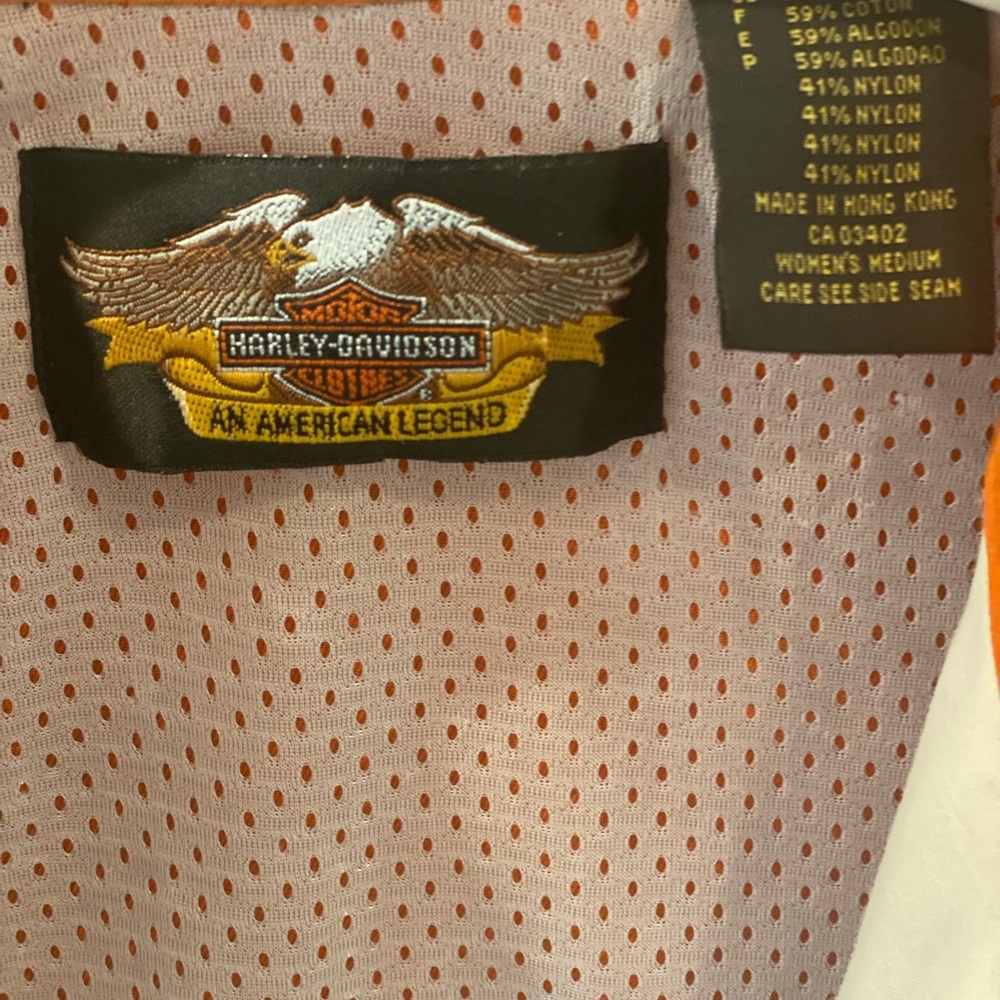 MOTOR
HARLEY-DAVIDSON
CLOTHES
®
AN AMERICAN LEGEND
F 59% COTON
E 59% ALGODON
P 59% ALGODAO
41% NYLON
41% NYLON
41% NYLON
41% NYLON
MADE IN HONG KONG
CA 03402
WOMEN'S MEDIUM
CARE SEE SIDE SEAM